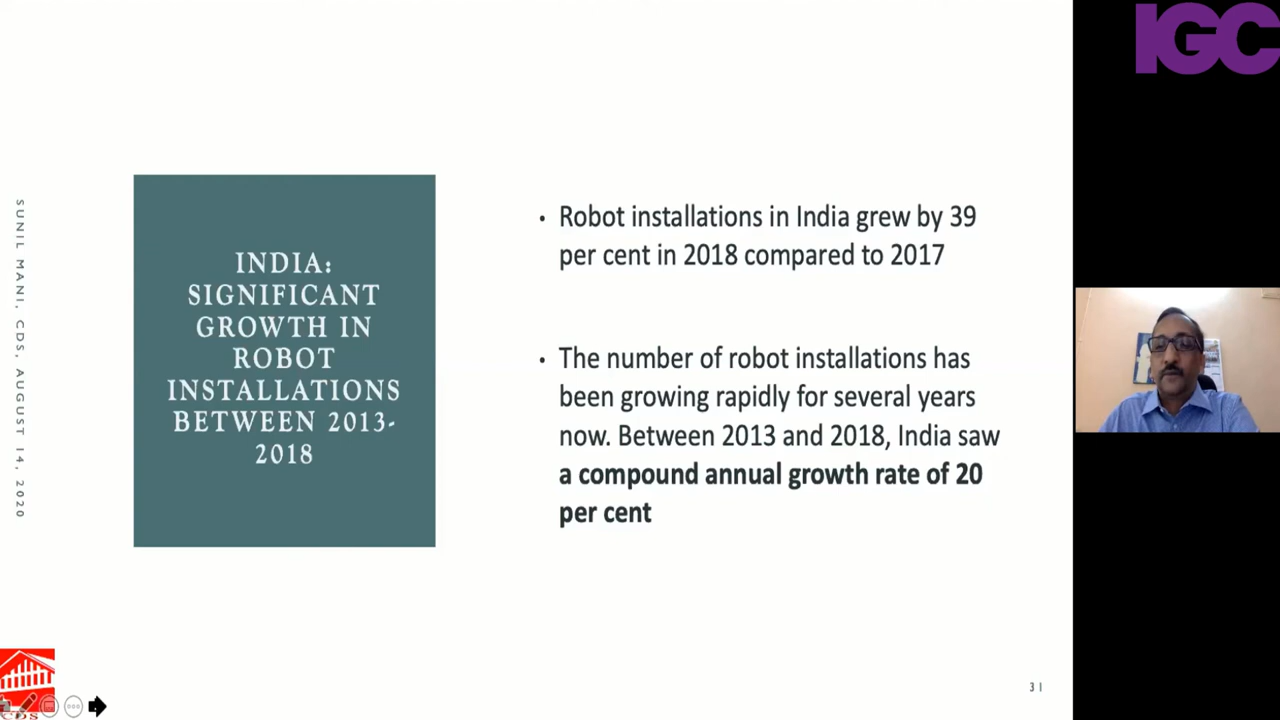 IGC
SUNIL MANI, CDS, AUGUST 14, 2020
INDIA:
SIGNIFICANT
GROWTH IN
ROBOT
INSTALLATIONS
BETWEEN 2013-
2018
• Robot installations in India grew by 39
per cent in 2018 compared to 2017
• The number of robot installations has
been growing rapidly for several years
now. Between 2013 and 2018, India saw
a compound annual growth rate of 20
per cent
31
CDS